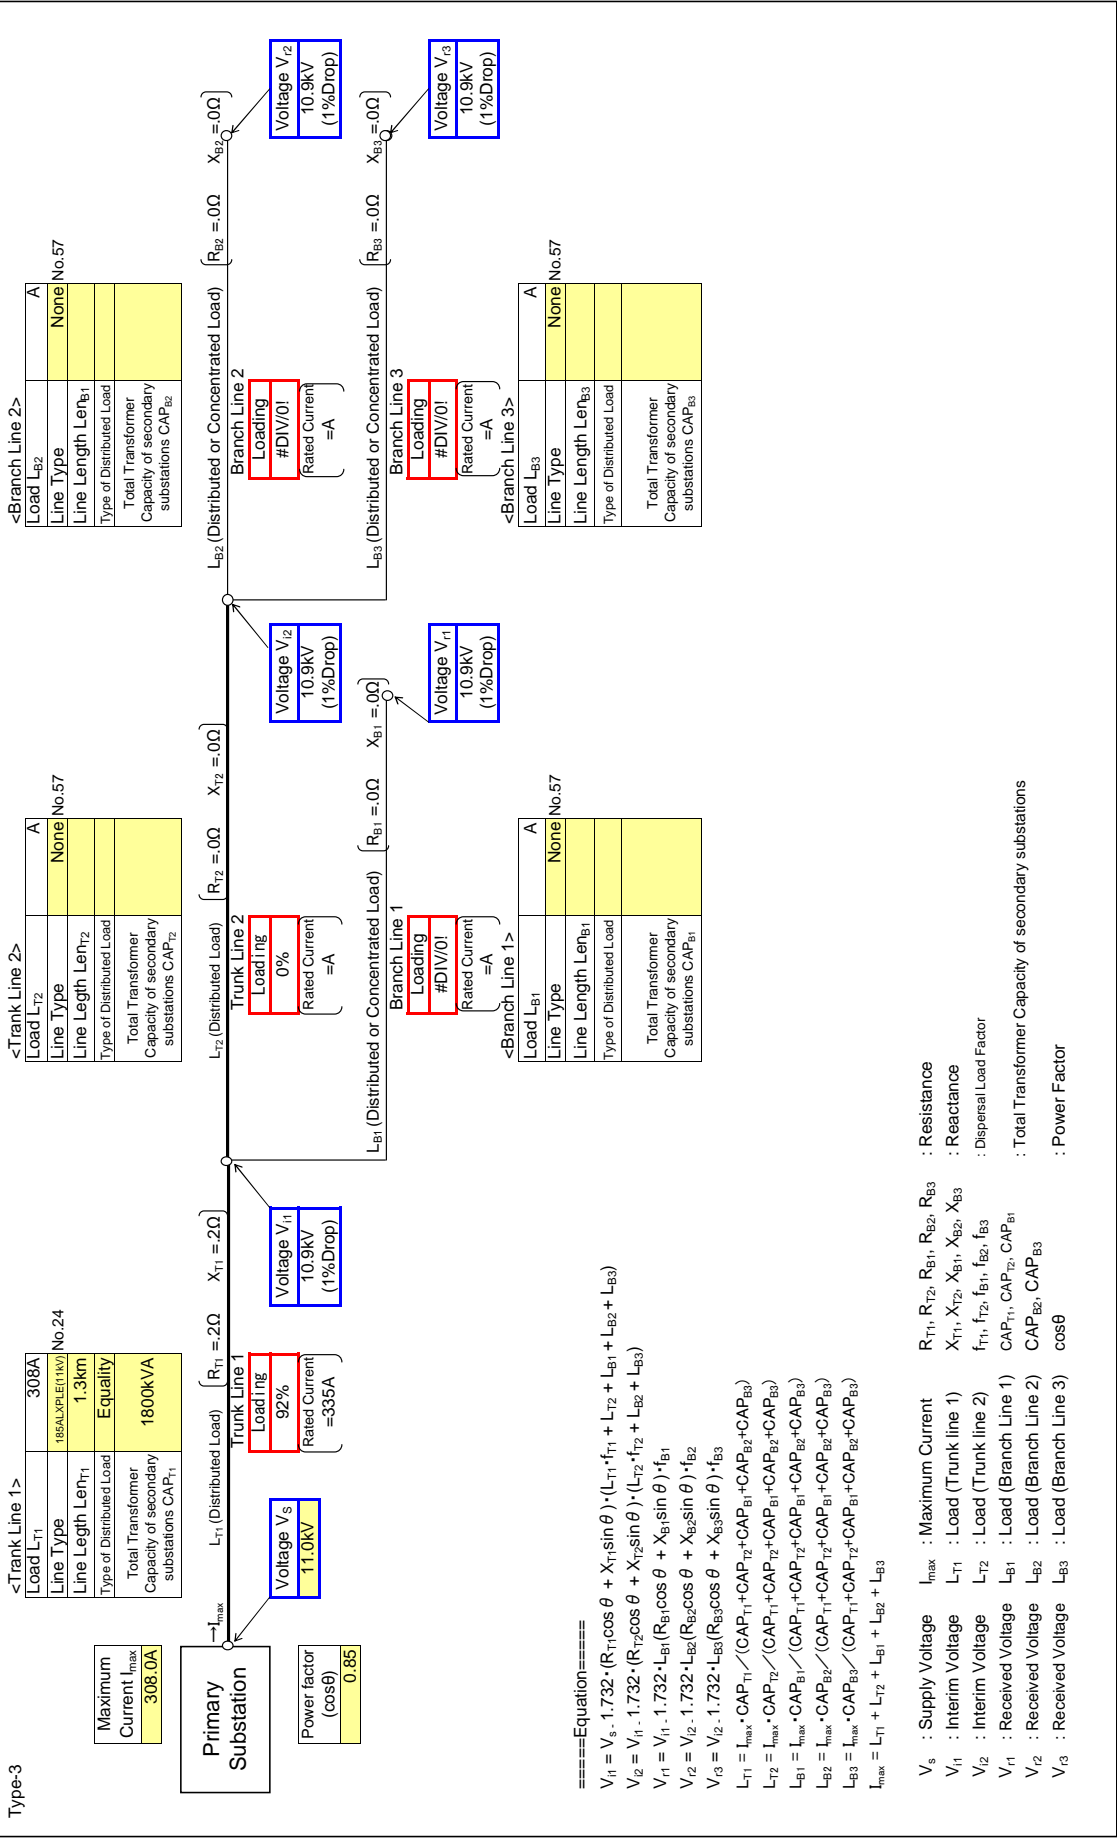 Type-3
Maximum
Current Imax
308.0A
Primary
Substation
→Imax
Power factor
(cosθ)
0.85
Voltage VS
11.0kV
<Trank Line 1>
Load LT1 308A
Line Type 185ALXPLE(11kV) No.24
Line Length LenT1 1.3km
Type of Distributed Load Equality
Total Transformer
Capacity of secondary
substations CAPT1
1800kVA
LT1 (Distributed Load) RT1 =.2Ω XT1 =.2Ω
Trunk Line 1
Loading
92%
Rated Current
=335A
Voltage Vi1
10.9kV
(1%Drop)
<Trank Line 2>
Load LT2 A
Line Type None No.57
Line Legth LenT2
Type of Distributed Load
Total Transformer
Capacity of secondary
substations CAPT2
LT2 (Distributed Load) RT2 =.0Ω XT2 =.0Ω
Trunk Line 2
Loading
0%
Rated Current
=A
Voltage Vi2
10.9kV
(1%Drop)
LB1 (Distributed or Concentrated Load) RB1 =.0Ω XB1 =.0Ω
Branch Line 1
Loading
#DIV/0!
Rated Current
=A
Voltage Vr1
10.9kV
(1%Drop)
<Branch Line 1>
Load LB1 A
Line Type None No.57
Line Length LenB1
Type of Distributed Load
Total Transformer
Capacity of secondary
substations CAPB1
<Branch Line 2>
Load LB2 A
Line Type None No.57
Line Length LenB1
Type of Distributed Load
Total Transformer
Capacity of secondary
substations CAPB2
LB2 (Distributed or Concentrated Load) RB2 =.0Ω XB2 =.0Ω
Branch Line 2
Loading
#DIV/0!
Rated Current
=A
Voltage Vr2
10.9kV
(1%Drop)
LB3 (Distributed or Concentrated Load) RB3 =.0Ω XB3 =.0Ω
Branch Line 3
Loading
#DIV/0!
Rated Current
=A
Voltage Vr3
10.9kV
(1%Drop)
<Branch Line 3>
Load LB3 A
Line Type None No.57
Line Length LenB3
Type of Distributed Load
Total Transformer
Capacity of secondary
substations CAPB3
=====Equation=====
Vi1 = VS - 1.732・(RT1cosθ + XT1sinθ)・(LT1・fT1 + LT2 + LB1 + LB2 + LB3)
Vi2 = Vi1 - 1.732・(RT2cosθ + XT2sinθ)・(LT2・fT2 + LB2 + LB3)
Vr1 = Vi1 - 1.732・LB1(RB1cosθ + XB1sinθ)・fB1
Vr2 = Vi2 - 1.732・LB2(RB2cosθ + XB2sinθ)・fB2
Vr3 = Vi2 - 1.732・LB3(RB3cosθ + XB3sinθ)・fB3
LT1 = Imax・CAPT1／(CAPT1+CAPT2+CAPB1+CAPB2+CAPB3)
LT2 = Imax・CAPT2／(CAPT1+CAPT2+CAPB1+CAPB2+CAPB3)
LB1 = Imax・CAPB1／(CAPT1+CAPT2+CAPB1+CAPB2+CAPB3)
LB2 = Imax・CAPB2／(CAPT1+CAPT2+CAPB1+CAPB2+CAPB3)
LB3 = Imax・CAPB3／(CAPT1+CAPT2+CAPB1+CAPB2+CAPB3)
Imax = LT1 + LT2 + LB1 + LB2 + LB3
Vs : Supply Voltage Imax : Maximum Current RT1, RT2, RB1, RB2, RB3 : Resistance
Vi1 : Interim Voltage LT1 : Load (Trunk line 1) XT1, XT2, XB1, XB2, XB3 : Reactance
Vi2 : Interim Voltage LT2 : Load (Trunk line 2) fT1, fT2, fB1, fB2, fB3 : Dispersal Load Factor
Vr1 : Received Voltage LB1 : Load (Branch Line 1) CAPT1, CAPT2, CAPB1 : Total Transformer Capacity of secondary substations
Vr2 : Received Voltage LB2 : Load (Branch Line 2) CAPB2, CAPB3
Vr3 : Received Voltage LB3 : Load (Branch Line 3) cosθ : Power Factor